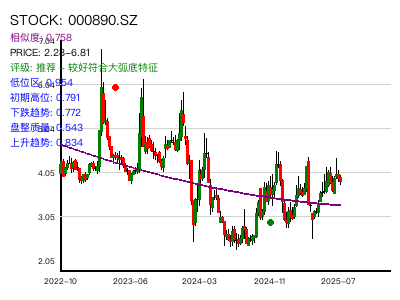 STOCK: 000890.SZ
相似度: 0.758
7.04
PRICE: 2.28-6.81
评级: 推荐 - 较好符合大弧底特征
低位区: 0.954
初期高位: 0.791
下跌趋势: 0.772
盘整质量: 0.543
上升趋势: 0.834
4.05
3.05
2.05
2022-10
2023-06
2024-03
2024-11
2025-07